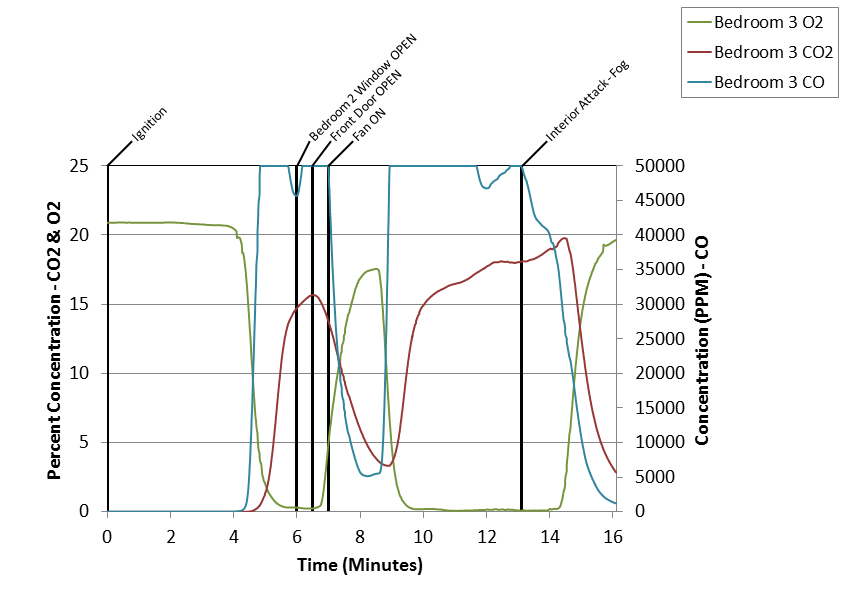 Bedroom 3 O2
Bedroom 3 CO2
Bedroom 3 CO
Ignition
Bedroom 2 Window OPEN
Front Door OPEN
Fan ON
Interior Attack - Fog
25
20
15
10
5
0
Percent Concentration - CO2 & O2
50000
45000
40000
35000
30000
25000
20000
15000
10000
5000
0
Concentration (PPM) - CO
0 2 4 6 8 10 12 14 16
Time (Minutes)